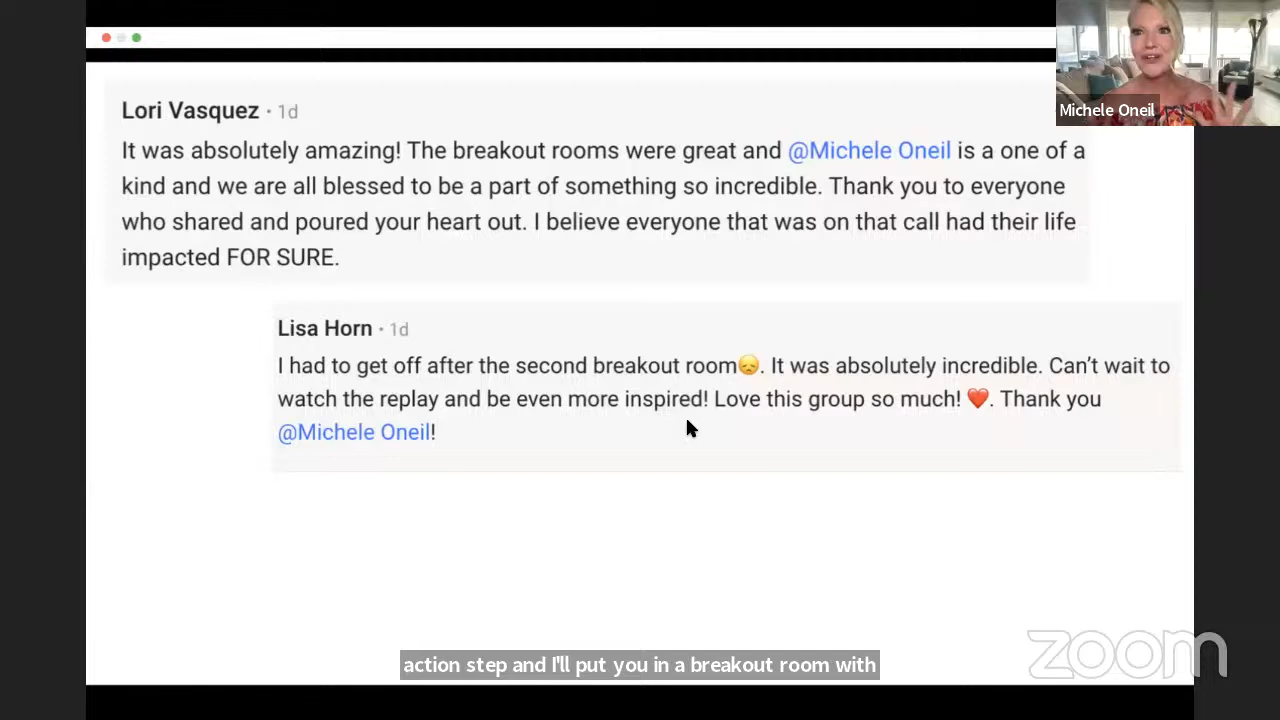 Michele Oneil
Lori Vasquez · 1d
It was absolutely amazing! The breakout rooms were great and @Michele Oneil is a one of a
kind and we are all blessed to be a part of something so incredible. Thank you to everyone
who shared and poured your heart out. I believe everyone that was on that call had their life
impacted FOR SURE.
Lisa Horn · 1d
I had to get off after the second breakout room😞. It was absolutely incredible. Can’t wait to
watch the replay and be even more inspired! Love this group so much! ❤️. Thank you
@Michele Oneil!
action step and I'll put you in a breakout room with
zoom